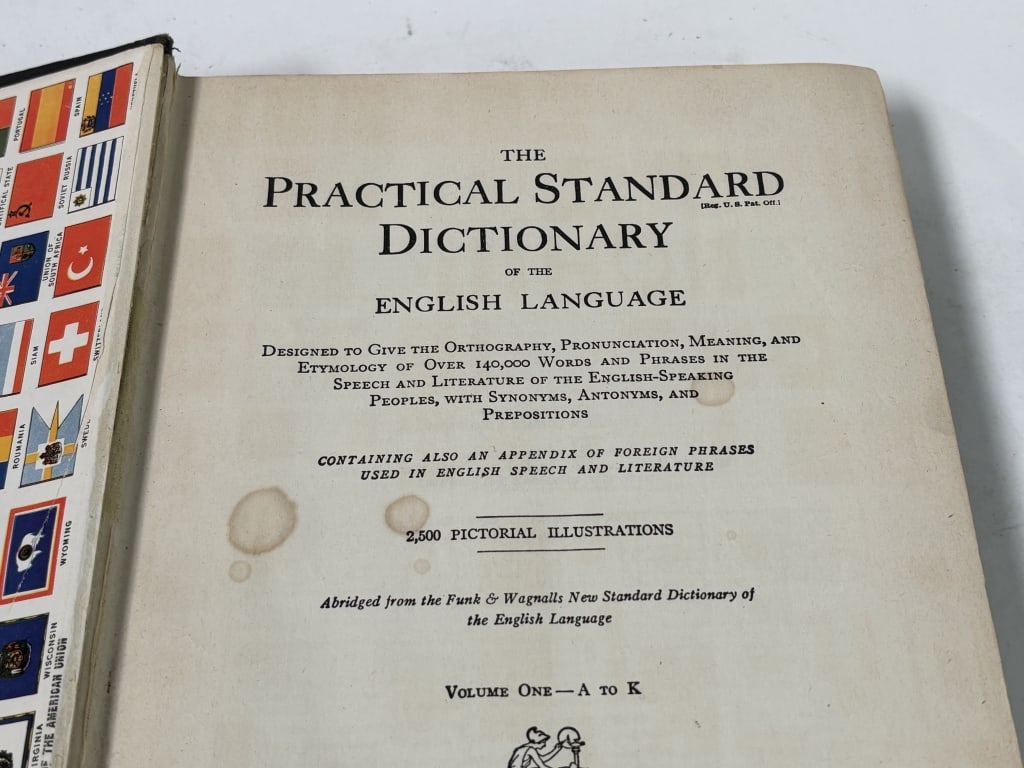 THE
PRACTICAL STANDARD
[Reg. U. S. Pat. Off.]
DICTIONARY
OF THE
ENGLISH LANGUAGE
DESIGNED TO GIVE THE ORTHOGRAPHY, PRONUNCIATION, MEANING, AND
ETYMOLOGY OF OVER 140,000 WORDS AND PHRASES IN THE
SPEECH AND LITERATURE OF THE ENGLISH-SPEAKING
PEOPLES, WITH SYNONYMS, ANTONYMS, AND
PREPOSITIONS
CONTAINING ALSO AN APPENDIX OF FOREIGN PHRASES
USED IN ENGLISH SPEECH AND LITERATURE
2,500 PICTORIAL ILLUSTRATIONS
Abridged from the Funk & Wagnalls New Standard Dictionary of
the English Language
VOLUME ONE—A TO K
PORTUGAL
SPAIN
SOVIET RUSSIA
STATE
UNION OF
SOUTH AFRICA
SIAM
ROUMANIA
WYOMING
WISCONSIN
THE AMERICAN UNION